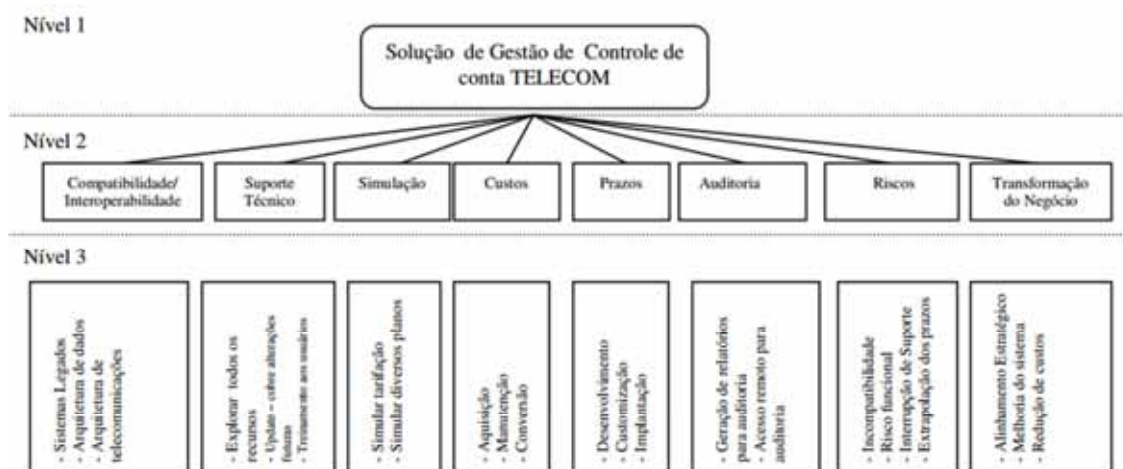 Nível 1
Solução de Gestão de Controle de
conta TELECOM
Nível 2
Compatibilidade/
Interoperabilidade
Suporte
Técnico
Simulação
Custos
Prazos
Auditoria
Riscos
Transformação
do Negócio
Nível 3
- Sistemas Legados
- Arquitetura de dados
- Arquitetura de
telecomunicações
- Explorar todos os
recursos
- Update – cobre alterações
futuras
- Treinamento aos usuários
- Simular tarifação
- Simular diversos planos
- Aquisição
- Manutenção
- Conversão
- Desenvolvimento
- Customização
- Implantação
- Geração de relatórios
para auditoria
- Acesso remoto para
auditoria
- Incompatibilidade
- Risco funcional
- Interrupção de Suporte
- Extrapolação dos prazos
- Alinhamento Estratégico
- Melhoria do sistema
- Redução de custos